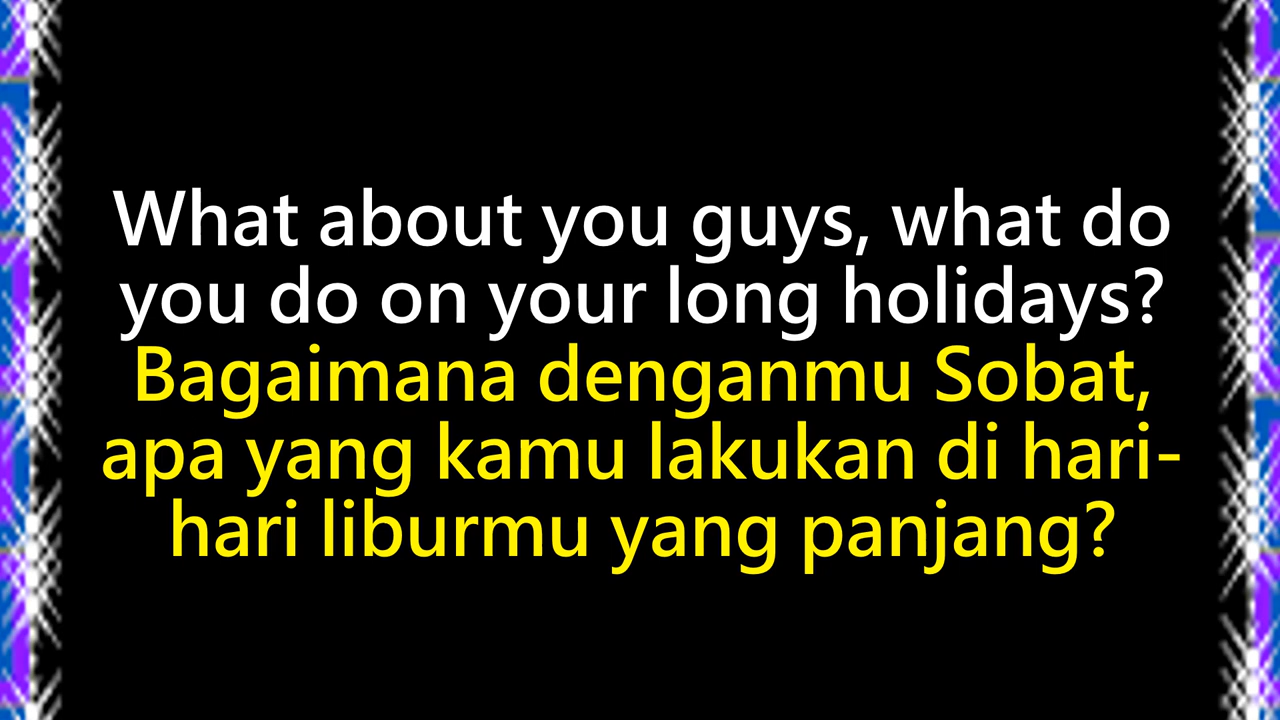 What about you guys, what do
you do on your long holidays?
Bagaimana denganmu Sobat,
apa yang kamu lakukan di hari-
hari liburmu yang panjang?